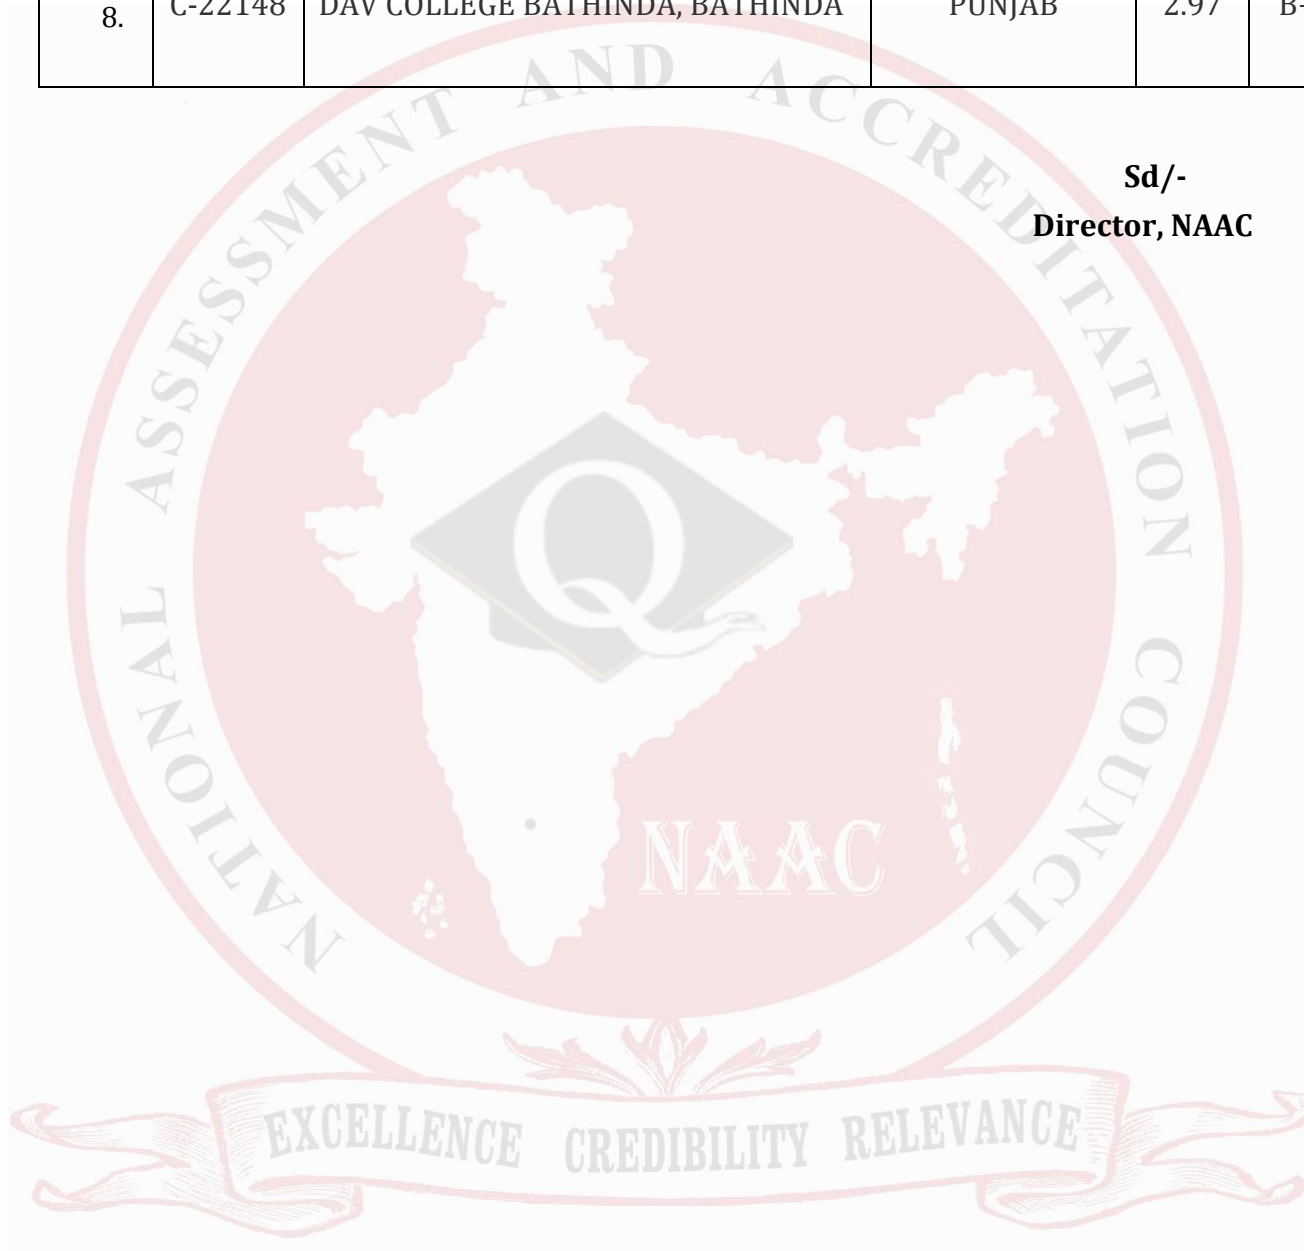 8. C-22148 DAV COLLEGE BATHINDA, BATHINDA PUNJAB 2.97 B-
Sd/-
Director, NAAC
NATIONAL ASSESSMENT AND ACCREDITATION COUNCIL
NAAC
EXCELLENCE CREDIBILITY RELEVANCE